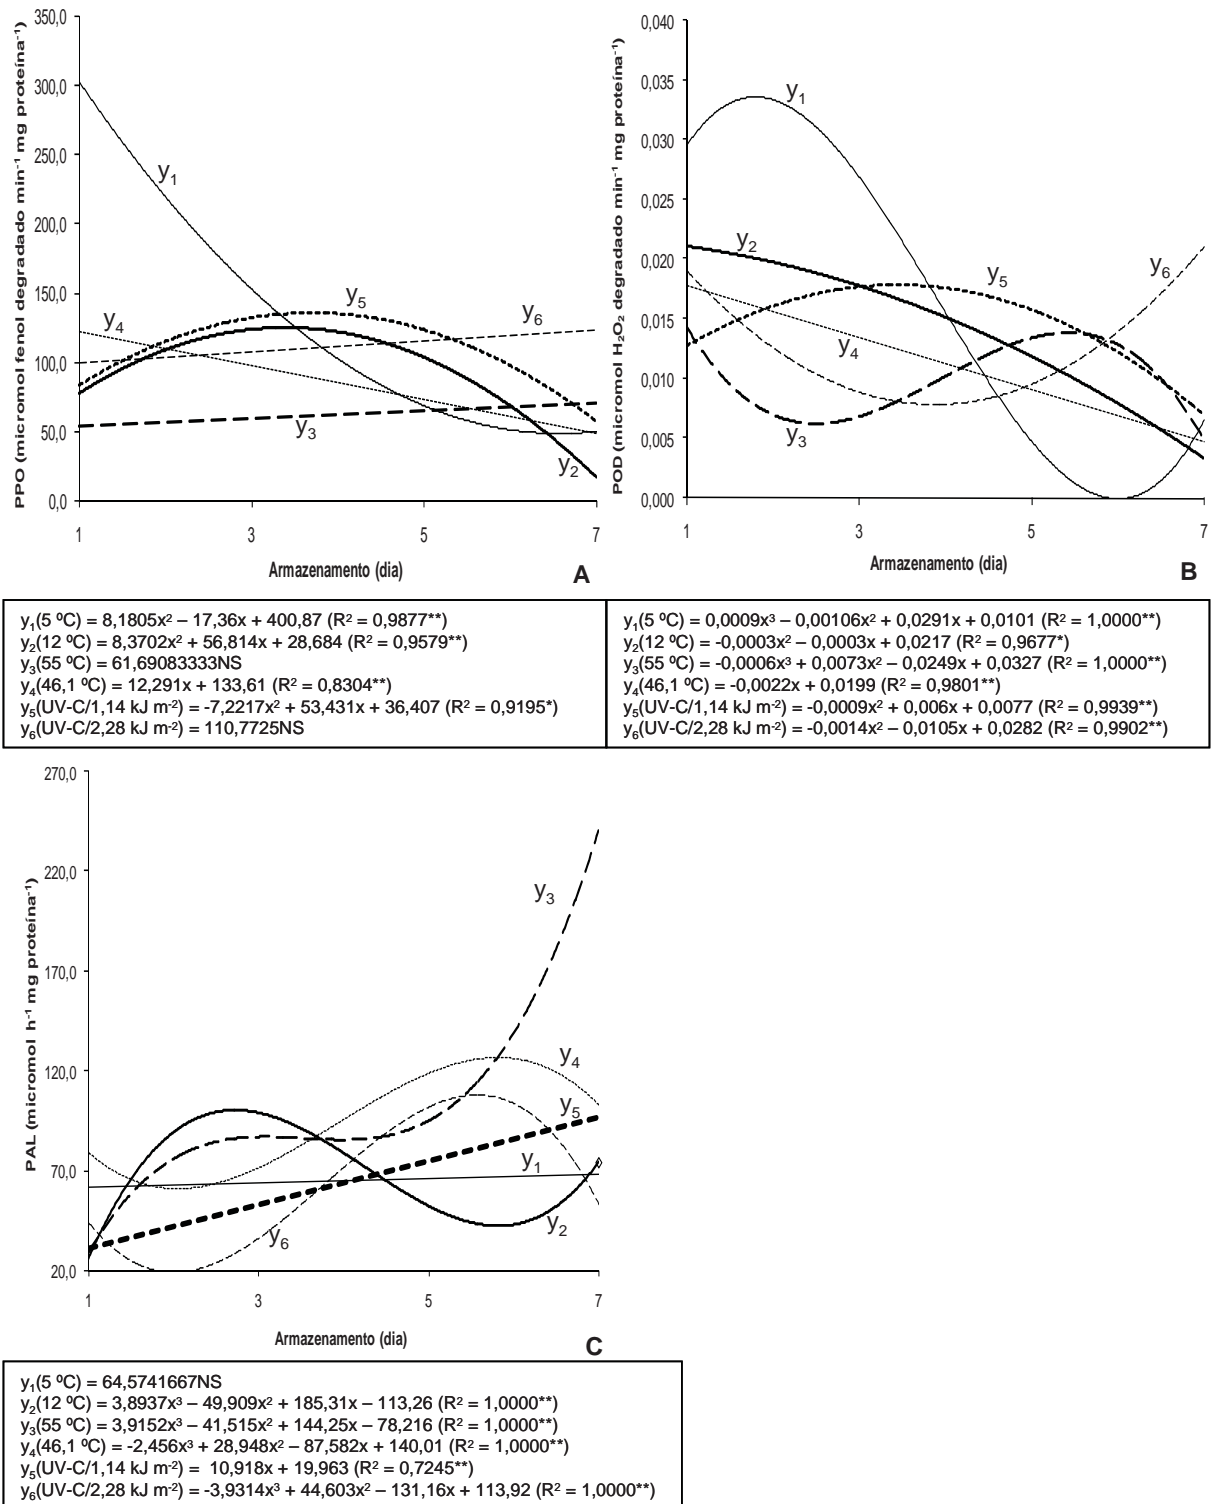 PPO (micromol fenol degradado min⁻¹ mg proteína⁻¹)
350,0
300,0
250,0
200,0
150,0
100,0
50,0
0,0
y₁
y₅
y₄
y₆
y₃
y₂
1 3 5 7
Armazenamento (dia)
A
POD (micromol H₂O₂ degradado min⁻¹ mg proteína⁻¹)
0,040
0,035
0,030
0,025
0,020
0,015
0,010
0,005
0,000
y₁
y₂
y₅
y₆
y₄
y₃
1 3 5 7
Armazenamento (dia)
B
y₁(5 ºC) = 8,1805x² – 17,36x + 400,87 (R² = 0,9877**)
y₂(12 ºC) = 8,3702x² + 56,814x + 28,684 (R² = 0,9579**)
y₃(55 ºC) = 61,69083333NS
y₄(46,1 ºC) = 12,291x + 133,61 (R² = 0,8304**)
y₅(UV-C/1,14 kJ m⁻²) = -7,2217x² + 53,431x + 36,407 (R² = 0,9195*)
y₆(UV-C/2,28 kJ m⁻²) = 110,7725NS
y₁(5 ºC) = 0,0009x³ – 0,00106x² + 0,0291x + 0,0101 (R² = 1,0000**)
y₂(12 ºC) = -0,0003x² – 0,0003x + 0,0217 (R² = 0,9677*)
y₃(55 ºC) = -0,0006x³ + 0,0073x² – 0,0249x + 0,0327 (R² = 1,0000**)
y₄(46,1 ºC) = -0,0022x + 0,0199 (R² = 0,9801**)
y₅(UV-C/1,14 kJ m⁻²) = -0,0009x² + 0,006x + 0,0077 (R² = 0,9939**)
y₆(UV-C/2,28 kJ m⁻²) = -0,0014x² – 0,0105x + 0,0282 (R² = 0,9902**)
PAL (micromol h⁻¹ mg proteína⁻¹)
270,0
220,0
170,0
120,0
70,0
20,0
y₃
y₄
y₅
y₁
y₂
y₆
1 3 5 7
Armazenamento (dia)
C
y₁(5 ºC) = 64,5741667NS
y₂(12 ºC) = 3,8937x³ – 49,909x² + 185,31x – 113,26 (R² = 1,0000**)
y₃(55 ºC) = 3,9152x³ – 41,515x² + 144,25x – 78,216 (R² = 1,0000**)
y₄(46,1 ºC) = -2,456x³ + 28,948x² – 87,582x + 140,01 (R² = 1,0000**)
y₅(UV-C/1,14 kJ m⁻²) = 10,918x + 19,963 (R² = 0,7245**)
y₆(UV-C/2,28 kJ m⁻²) = -3,9314x³ + 44,603x² – 131,16x + 113,92 (R² = 1,0000**)